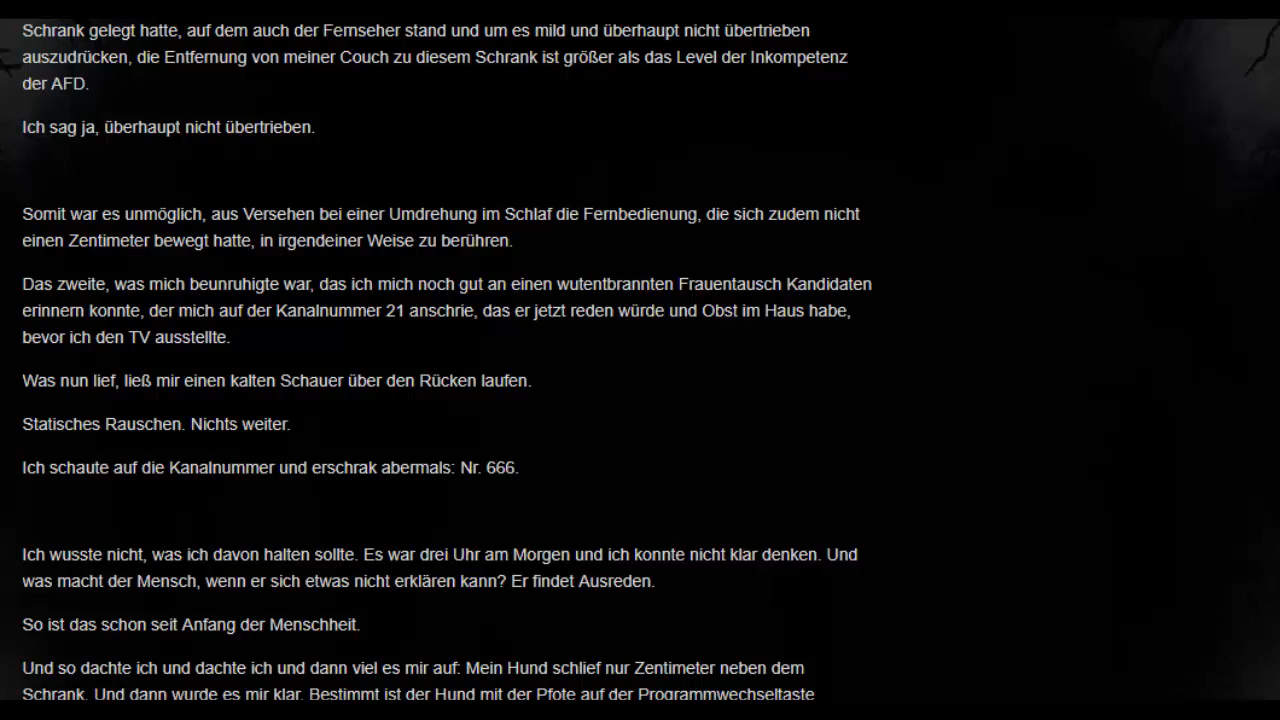 Schrank gelegt hatte, auf dem auch der Fernseher stand und um es mild und überhaupt nicht übertrieben
auszudrücken, die Entfernung von meiner Couch zu diesem Schrank ist größer als das Level der Inkompetenz
der AFD.
Ich sag ja, überhaupt nicht übertrieben.
Somit war es unmöglich, aus Versehen bei einer Umdrehung im Schlaf die Fernbedienung, die sich zudem nicht
einen Zentimeter bewegt hatte, in irgendeiner Weise zu berühren.
Das zweite, was mich beunruhigte war, das ich mich noch gut an einen wutentbrannten Frauentausch Kandidaten
erinnern konnte, der mich auf der Kanalnummer 21 anschrie, das er jetzt reden würde und Obst im Haus habe,
bevor ich den TV ausstellte.
Was nun lief, ließ mir einen kalten Schauer über den Rücken laufen.
Statisches Rauschen. Nichts weiter.
Ich schaute auf die Kanalnummer und erschrak abermals: Nr. 666.
Ich wusste nicht, was ich davon halten sollte. Es war drei Uhr am Morgen und ich konnte nicht klar denken. Und
was macht der Mensch, wenn er sich etwas nicht erklären kann? Er findet Ausreden.
So ist das schon seit Anfang der Menschheit.
Und so dachte ich und dachte ich und dann viel es mir auf: Mein Hund schlief nur Zentimeter neben dem
Schrank. Und dann wurde es mir klar. Bestimmt ist der Hund mit der Pfote auf der Programmwechseltaste